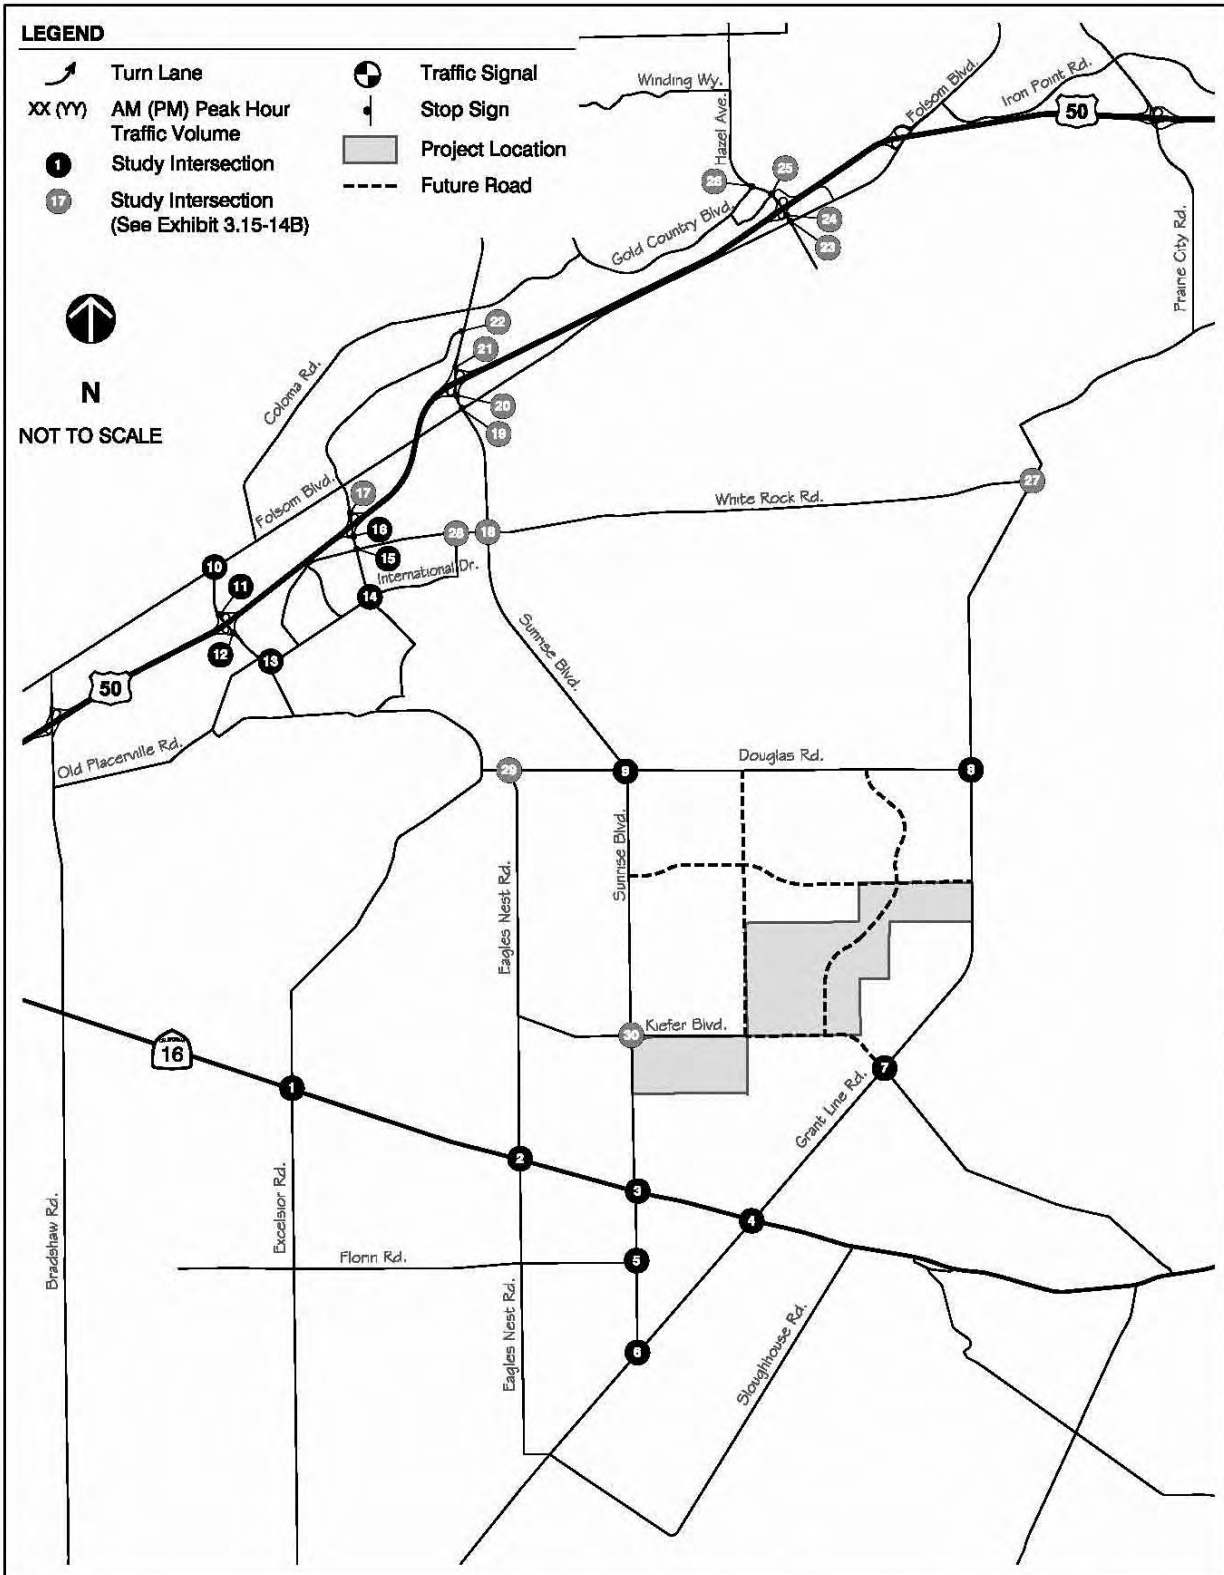 LEGEND
Turn Lane
XX (YY) AM (PM) Peak Hour
Traffic Volume
1 Study Intersection
17 Study Intersection
(See Exhibit 3.15-14B)
Traffic Signal
Stop Sign
Project Location
Future Road
N
NOT TO SCALE
Winding Wy.
Hazel Ave.
Folsom Blvd.
Iron Point Rd.
50
Prairie City Rd.
25
24
23
Gold Country Blvd.
22
21
20
19
Coloma Rd.
Folsom Blvd.
17
16
15
28
18
White Rock Rd.
27
International Dr.
10
11
14
12
13
Sunrise Blvd.
50
Old Placerville Rd.
29
9
Douglas Rd.
8
Sunrise Blvd.
Eagles Nest Rd.
30
Kiefer Blvd.
CALIFORNIA
16
1
7
Grant Line Rd.
2
3
4
Bradshaw Rd.
Excelsior Rd.
Florin Rd.
5
Eagles Nest Rd.
6
Sloughhouse Rd.